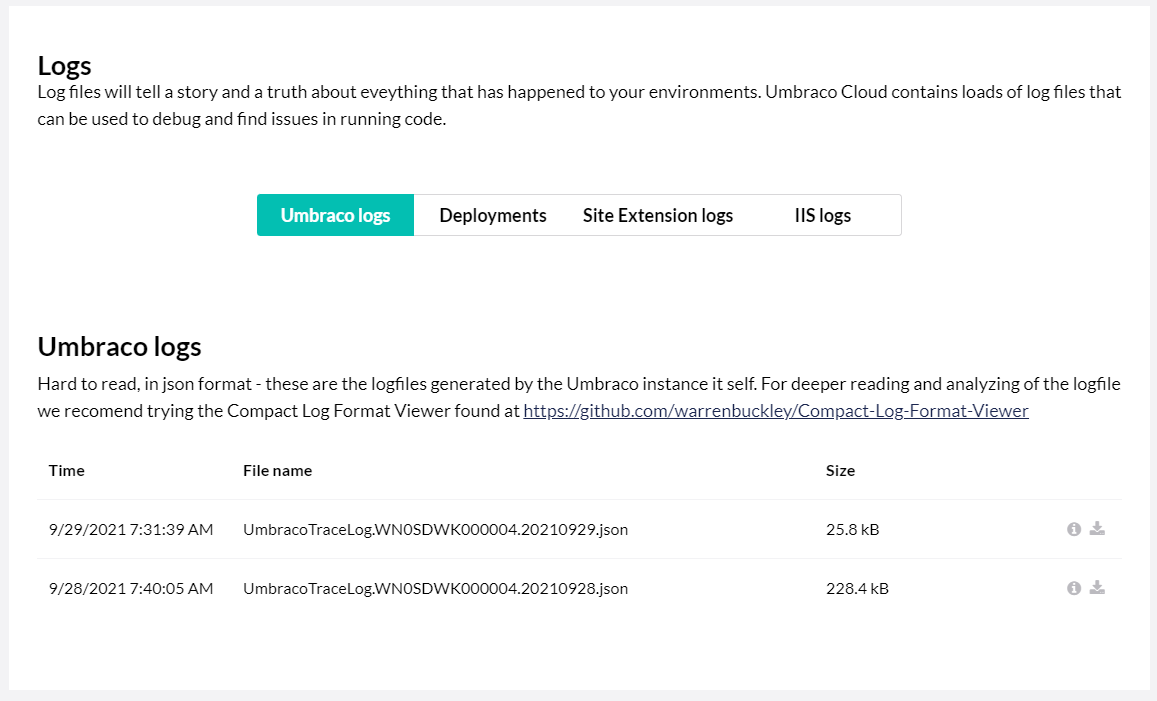 Logs
Log files will tell a story and a truth about eveything that has happened to your environments. Umbraco Cloud contains loads of log files that
can be used to debug and find issues in running code.
Umbraco logs Deployments Site Extension logs IIS logs
Umbraco logs
Hard to read, in json format - these are the logfiles generated by the Umbraco instance it self. For deeper reading and analyzing of the logfile
we recomend trying the Compact Log Format Viewer found at https://github.com/warrenbuckley/Compact-Log-Format-Viewer
Time File name Size
9/29/2021 7:31:39 AM UmbracoTraceLog.WN0SDWK000004.20210929.json 25.8 kB
9/28/2021 7:40:05 AM UmbracoTraceLog.WN0SDWK000004.20210928.json 228.4 kB